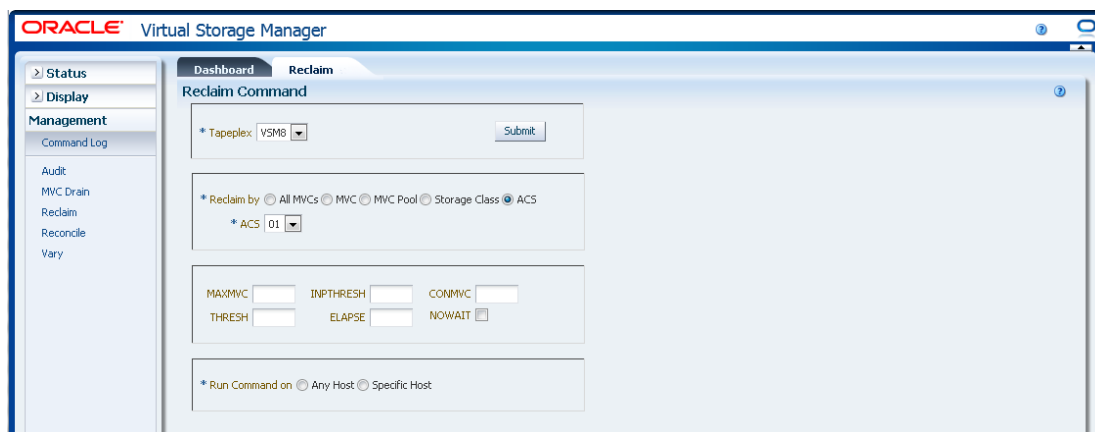 ORACLE Virtual Storage Manager
Status
Display
Management
Command Log
Audit
MVC Drain
Reclaim
Reconcile
Vary
Dashboard Reclaim
Reclaim Command
* Tapeplex VSM8 Submit
* Reclaim by All MVCs MVC MVC Pool Storage Class ACS
* ACS 01
MAXMVC INPTHRESH CONMVC
THRESH ELAPSE NOWAIT
* Run Command on Any Host Specific Host